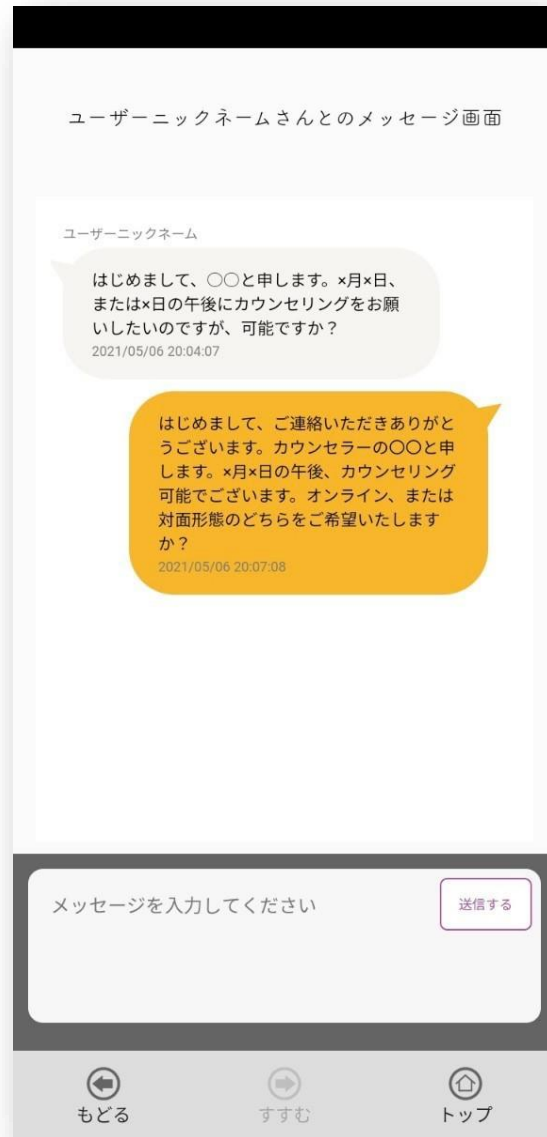 ユーザーニックネームさんとのメッセージ画面
ユーザーニックネーム
はじめまして、○○と申します。×月×日、
または×日の午後にカウンセリングをお願
いしたいのですが、可能ですか？
2021/05/06 20:04:07
はじめまして、ご連絡いただきありがと
うございます。カウンセラーの〇〇と申
します。×月×日の午後、カウンセリング
可能でございます。オンライン、または
対面形態のどちらをご希望いたします
か？
2021/05/06 20:07:08
メッセージを入力してください
送信する
もどる
すすむ
トップ